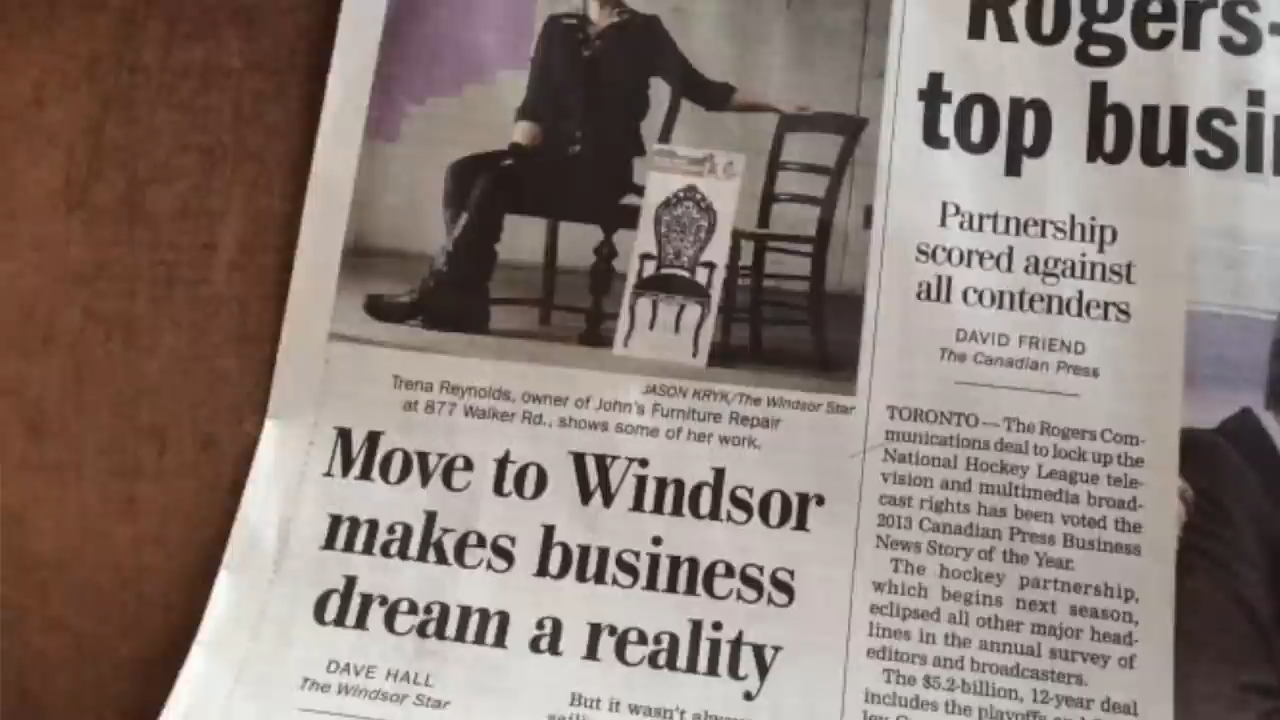 JASON KRYK/The Windsor Star
Trena Reynolds, owner of John's Furniture Repair
at 877 Walker Rd., shows some of her work.
Move to Windsor
makes business
dream a reality
DAVE HALL
The Windsor Star
But it wasn't
Rogers-
top busi
Partnership
scored against
all contenders
DAVID FRIEND
The Canadian Press
TORONTO — The Rogers Com-
munications deal to lock up the
National Hockey League tele-
vision and multimedia broad-
cast rights has been voted the
2013 Canadian Press Business
News Story of the Year.
The hockey partnership,
which begins next season,
eclipsed all other major head-
lines in the annual survey of
editors and broadcasters.
The $5.2-billion, 12-year deal
includes the playoffs